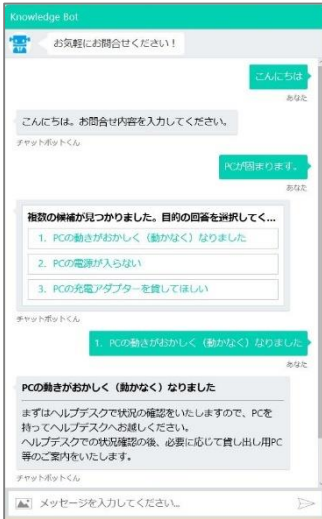 Knowledge Bot
お気軽にお問合せください！
こんにちは
あなた
こんにちは。お問合せ内容を入力してください。
チャットボットくん
PCが固まります。
あなた
複数の候補が見つかりました。目的の回答を選択してく...
1. PCの動きがおかしく（動かなく）なりました
2. PCの電源が入らない
3. PCの充電アダプターを貸してほしい
チャットボットくん
1. PCの動きがおかしく（動かなく）なりました
あなた
PCの動きがおかしく（動かなく）なりました
まずはヘルプデスクで状況の確認をいたしますので、PCを
持ってヘルプデスクへお越しください。
ヘルプデスクでの状況確認の後、必要に応じて貸し出し用PC
等のご案内をいたします。
チャットボットくん
メッセージを入力してください...